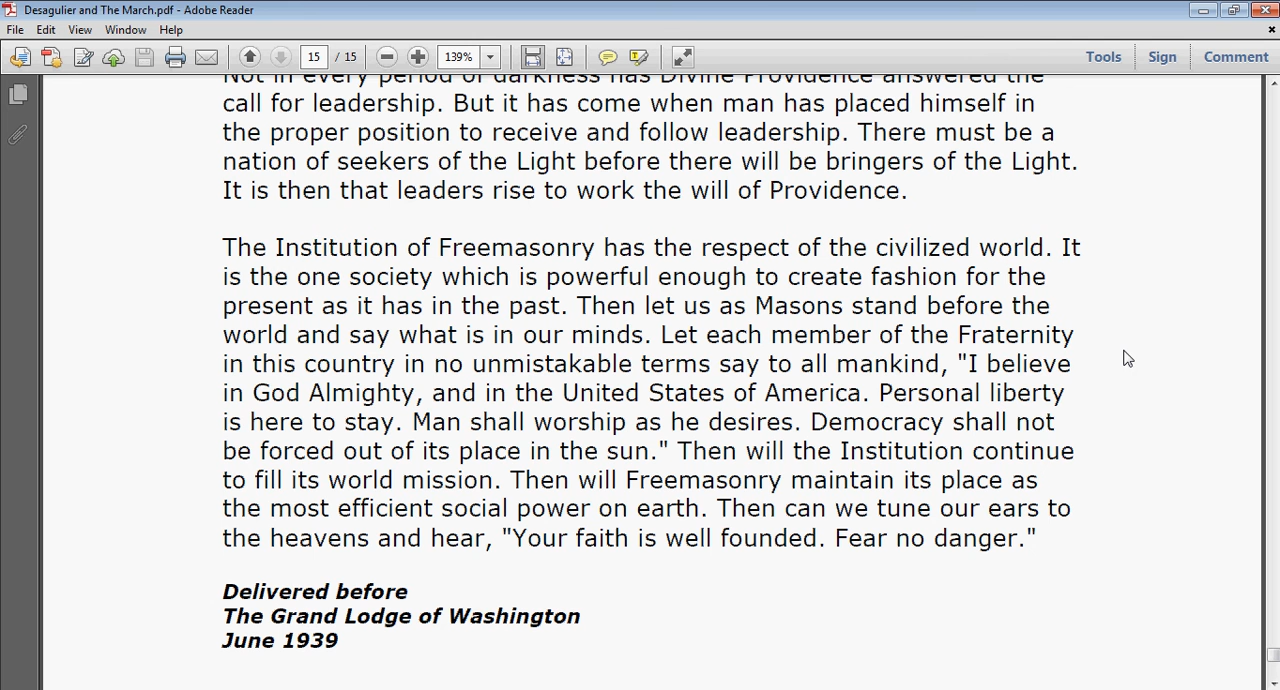 Desagulier and The March.pdf - Adobe Reader
File Edit View Window Help
15 / 15 139% Tools Sign Comment
Not in every period of darkness has Divine Providence answered the
call for leadership. But it has come when man has placed himself in
the proper position to receive and follow leadership. There must be a
nation of seekers of the Light before there will be bringers of the Light.
It is then that leaders rise to work the will of Providence.
The Institution of Freemasonry has the respect of the civilized world. It
is the one society which is powerful enough to create fashion for the
present as it has in the past. Then let us as Masons stand before the
world and say what is in our minds. Let each member of the Fraternity
in this country in no unmistakable terms say to all mankind, "I believe
in God Almighty, and in the United States of America. Personal liberty
is here to stay. Man shall worship as he desires. Democracy shall not
be forced out of its place in the sun." Then will the Institution continue
to fill its world mission. Then will Freemasonry maintain its place as
the most efficient social power on earth. Then can we tune our ears to
the heavens and hear, "Your faith is well founded. Fear no danger."
Delivered before
The Grand Lodge of Washington
June 1939